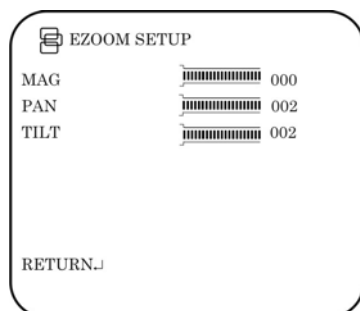 EZOOM SETUP
MAG 000
PAN 002
TILT 002
RETURN↵